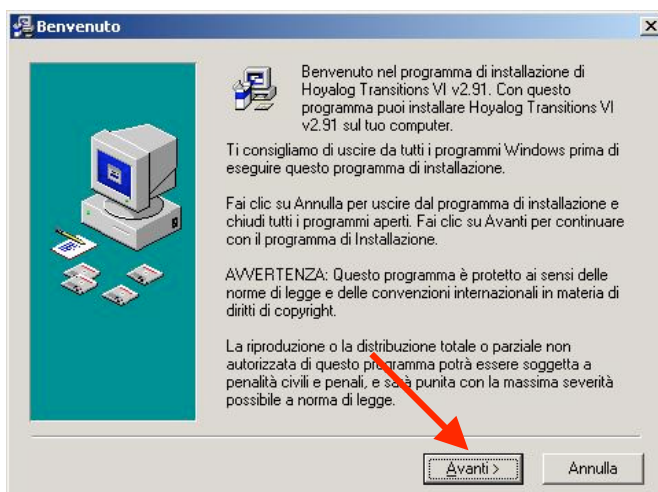 Benvenuto
Benvenuto nel programma di installazione di
Hoyalog Transitions VI v2.91. Con questo
programma puoi installare Hoyalog Transitions VI
v2.91 sul tuo computer.
Ti consigliamo di uscire da tutti i programmi Windows prima di
eseguire questo programma di installazione.
Fai clic su Annulla per uscire dal programma di installazione e
chiudi tutti i programmi aperti. Fai clic su Avanti per continuare
con il programma di Installazione.
AVVERTENZA: Questo programma è protetto ai sensi delle
norme di legge e delle convenzioni internazionali in materia di
diritti di copyright.
La riproduzione o la distribuzione totale o parziale non
autorizzata di questo programma potrà essere soggetta a
penalità civili e penali, e sarà punita con la massima severità
possibile a norma di legge.
Avanti >
Annulla